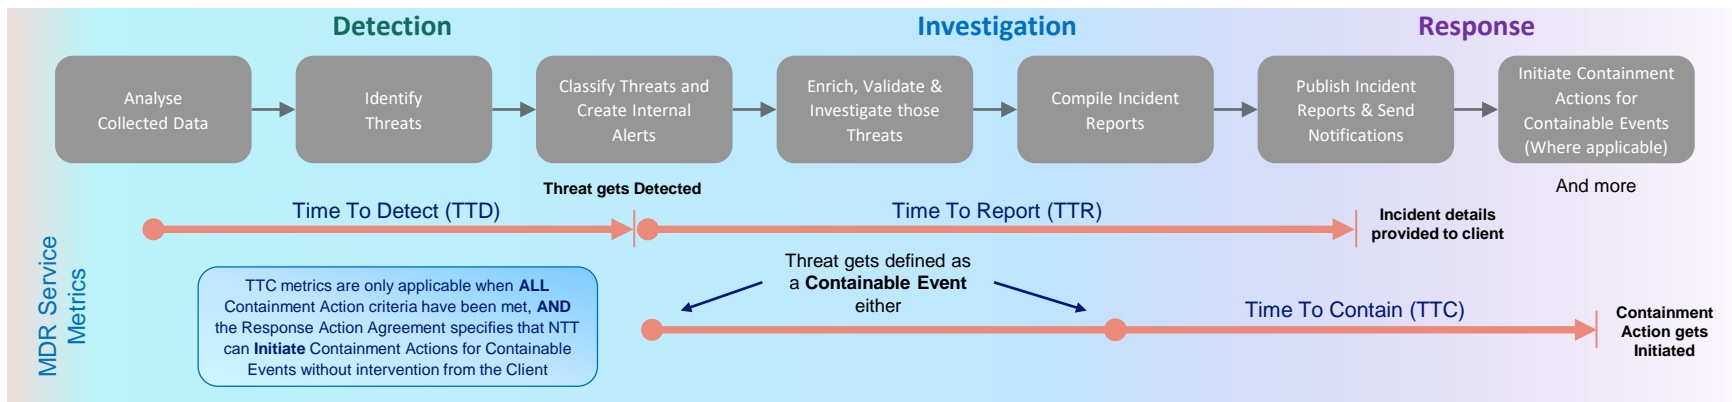 Detection
Investigation
Response
Analyse
Collected Data
Identify
Threats
Classify Threats and
Create Internal
Alerts
Enrich, Validate &
Investigate those
Threats
Compile Incident
Reports
Publish Incident
Reports & Send
Notifications
Initiate Containment
Actions for
Containable Events
(Where applicable)
And more
MDR Service
Metrics
Threat gets Detected
Time To Detect (TTD)
Time To Report (TTR)
Incident details
provided to client
TTC metrics are only applicable when ALL
Containment Action criteria have been met, AND
the Response Action Agreement specifies that NTT
can Initiate Containment Actions for Containable
Events without intervention from the Client
Threat gets defined as
a Containable Event
either
Time To Contain (TTC)
Containment
Action gets
Initiated